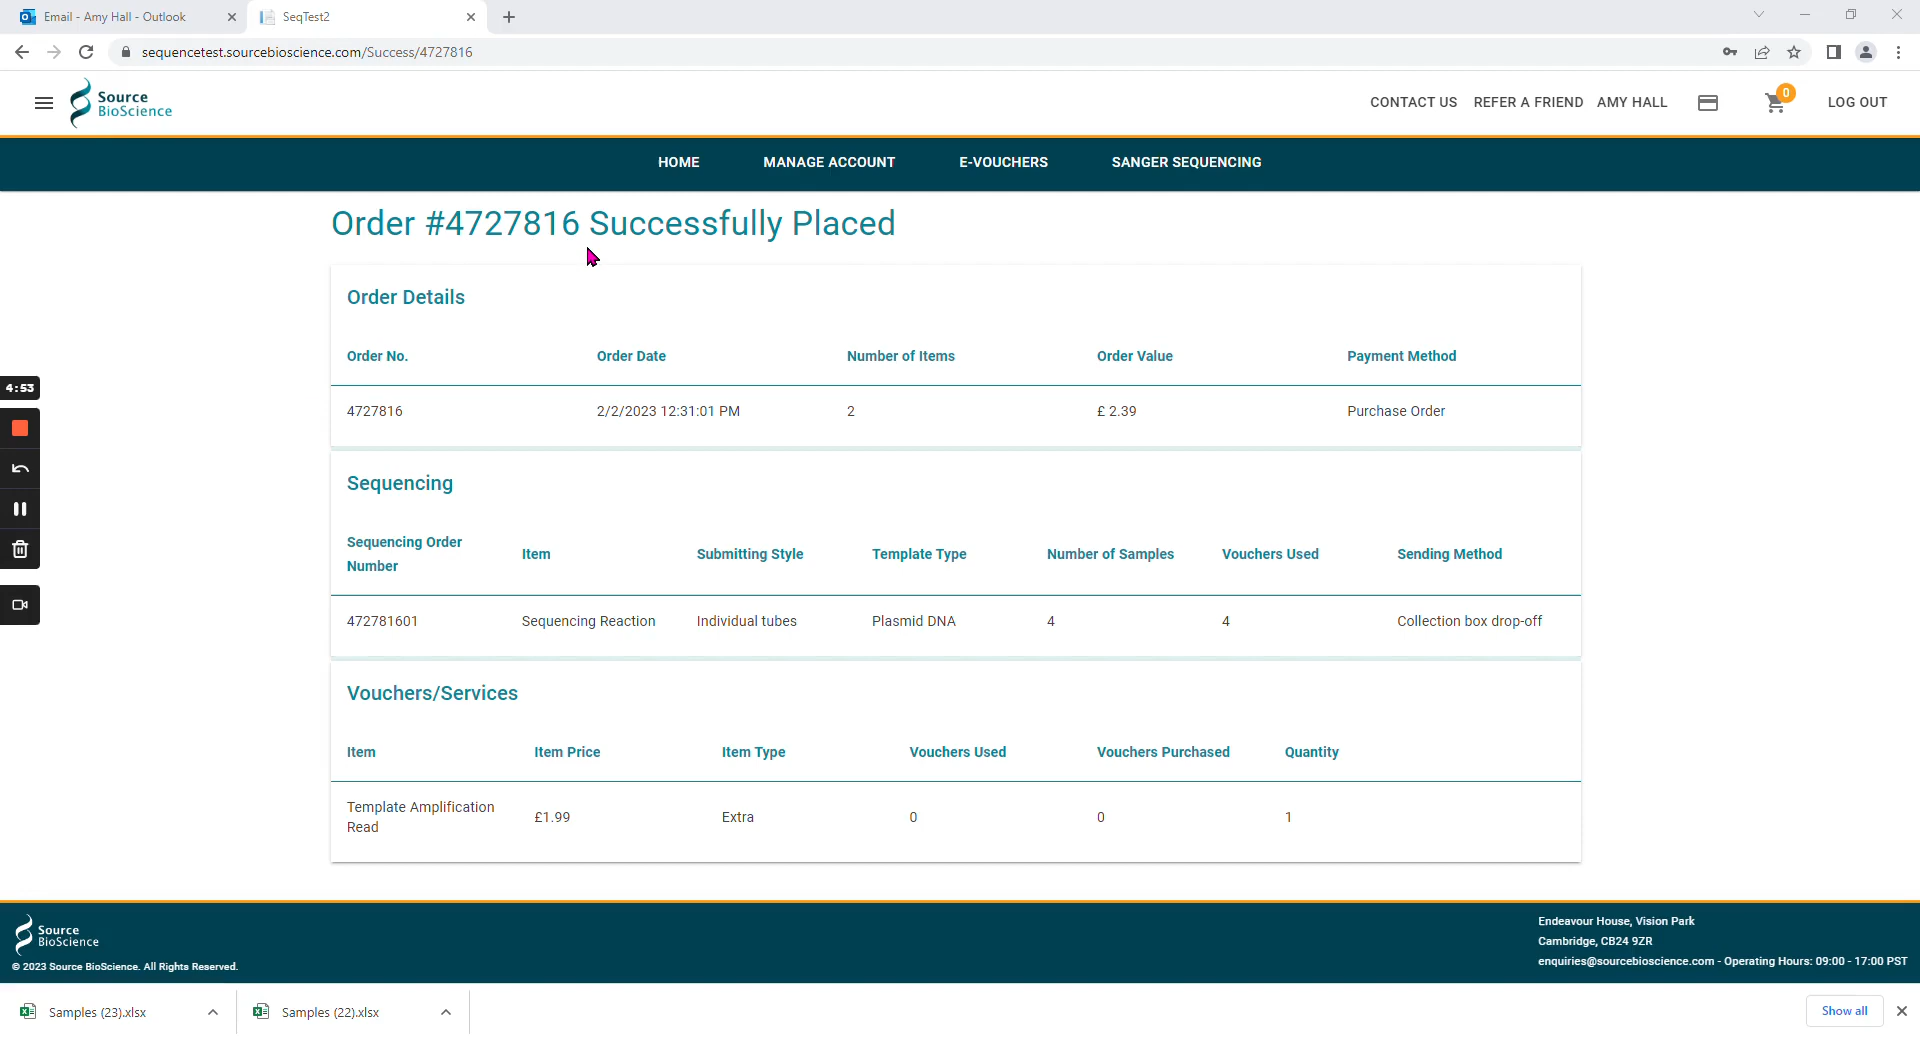 Email - Amy Hall - Outlook
SeqTest2
sequencetest.sourcebioscience.com/Success/4727816
Source
BioScience
CONTACT US REFER A FRIEND AMY HALL 0 LOG OUT
HOME MANAGE ACCOUNT E-VOUCHERS SANGER SEQUENCING
Order #4727816 Successfully Placed
Order Details
Order No. Order Date Number of Items Order Value Payment Method
4727816 2/2/2023 12:31:01 PM 2 £ 2.39 Purchase Order
4:53
Sequencing
Sequencing Order
Number
Item Submitting Style Template Type Number of Samples Vouchers Used Sending Method
472781601 Sequencing Reaction Individual tubes Plasmid DNA 4 4 Collection box drop-off
Vouchers/Services
Item Item Price Item Type Vouchers Used Vouchers Purchased Quantity
Template Amplification
Read
£1.99 Extra 0 0 1
Source
BioScience
© 2023 Source BioScience. All Rights Reserved.
Endeavour House, Vision Park
Cambridge, CB24 9ZR
enquiries@sourcebioscience.com - Operating Hours: 09:00 - 17:00 PST
Samples (23).xlsx
Samples (22).xlsx
Show all